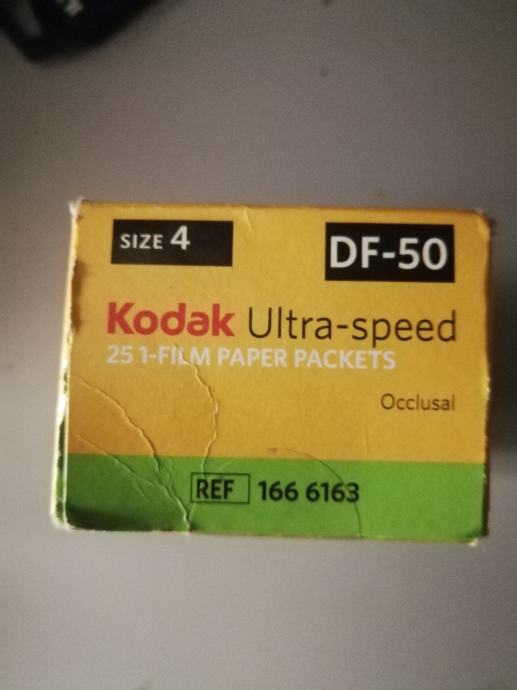 SIZE 4
DF-50
Kodak Ultra-speed
25 1-FILM PAPER PACKETS
Occlusal
REF 166 6163